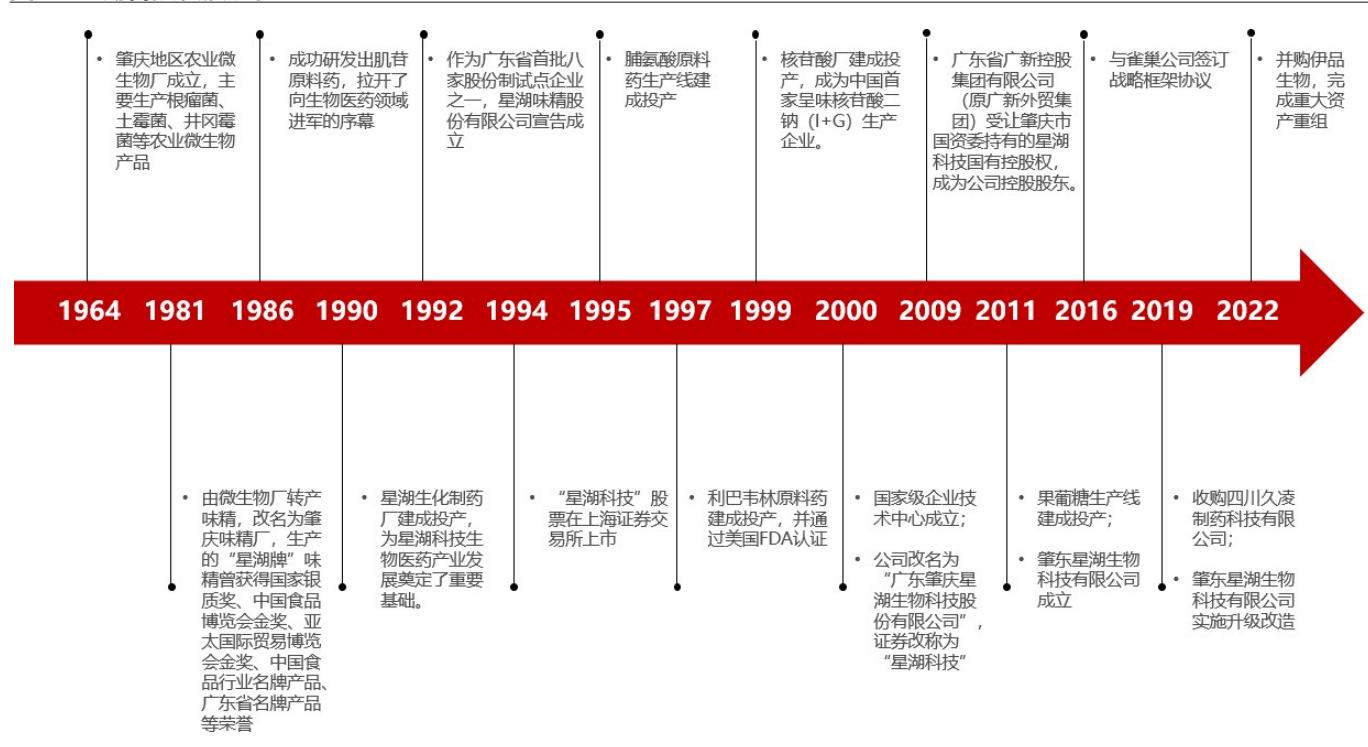 • 肇庆地区农业微
生物厂成立，主
要生产根瘤菌、
土霉菌、井冈霉
菌等农业微生物
产品
• 成功研发出肌苷
原料药，拉开了
向生物医药领域
进军的序幕
• 作为广东省首批八
家股份制试点企业
之一，星湖味精股
份有限公司宣告成
立
• 脯氨酸原料
药生产线建
成投产
• 核苷酸厂建成投
产，成为中国首
家呈味核苷酸二
钠（I+G）生产
企业。
• 广东省广新控股
集团有限公司
（原广新外贸集
团）受让肇庆市
国资委持有的星湖
科技国有控股权，
成为公司控股股东。
• 与雀巢公司签订
战略框架协议
• 并购伊品
生物，完
成重大资
产重组
1964 1981 1986 1990 1992 1994 1995 1997 1999 2000 2009 2011 2016 2019 2022
• 由微生物厂转产
味精，改名为肇
庆味精厂，生产
的“星湖牌”味
精曾获得国家银
质奖、中国食品
博览会金奖、亚
太国际贸易博览
会金奖、中国食
品行业名牌产品、
广东省名牌产品
等荣誉
• 星湖生化制药
厂建成投产，
为星湖科技生
物医药产业发
展奠定了重要
基础。
• “星湖科技”股
票在上海证券交
易所上市
• 利巴韦林原料药
建成投产，并通
过美国FDA认证
• 国家级企业技
术中心成立；
• 公司改名为
“广东肇庆星
湖生物科技股
份有限公司”，
证券改称为
“星湖科技”
• 果葡糖生产线
建成投产；
• 肇东星湖生物
科技有限公司
成立
• 收购四川久凌
制药科技有限
公司；
• 肇东星湖生物
科技有限公司
实施升级改造